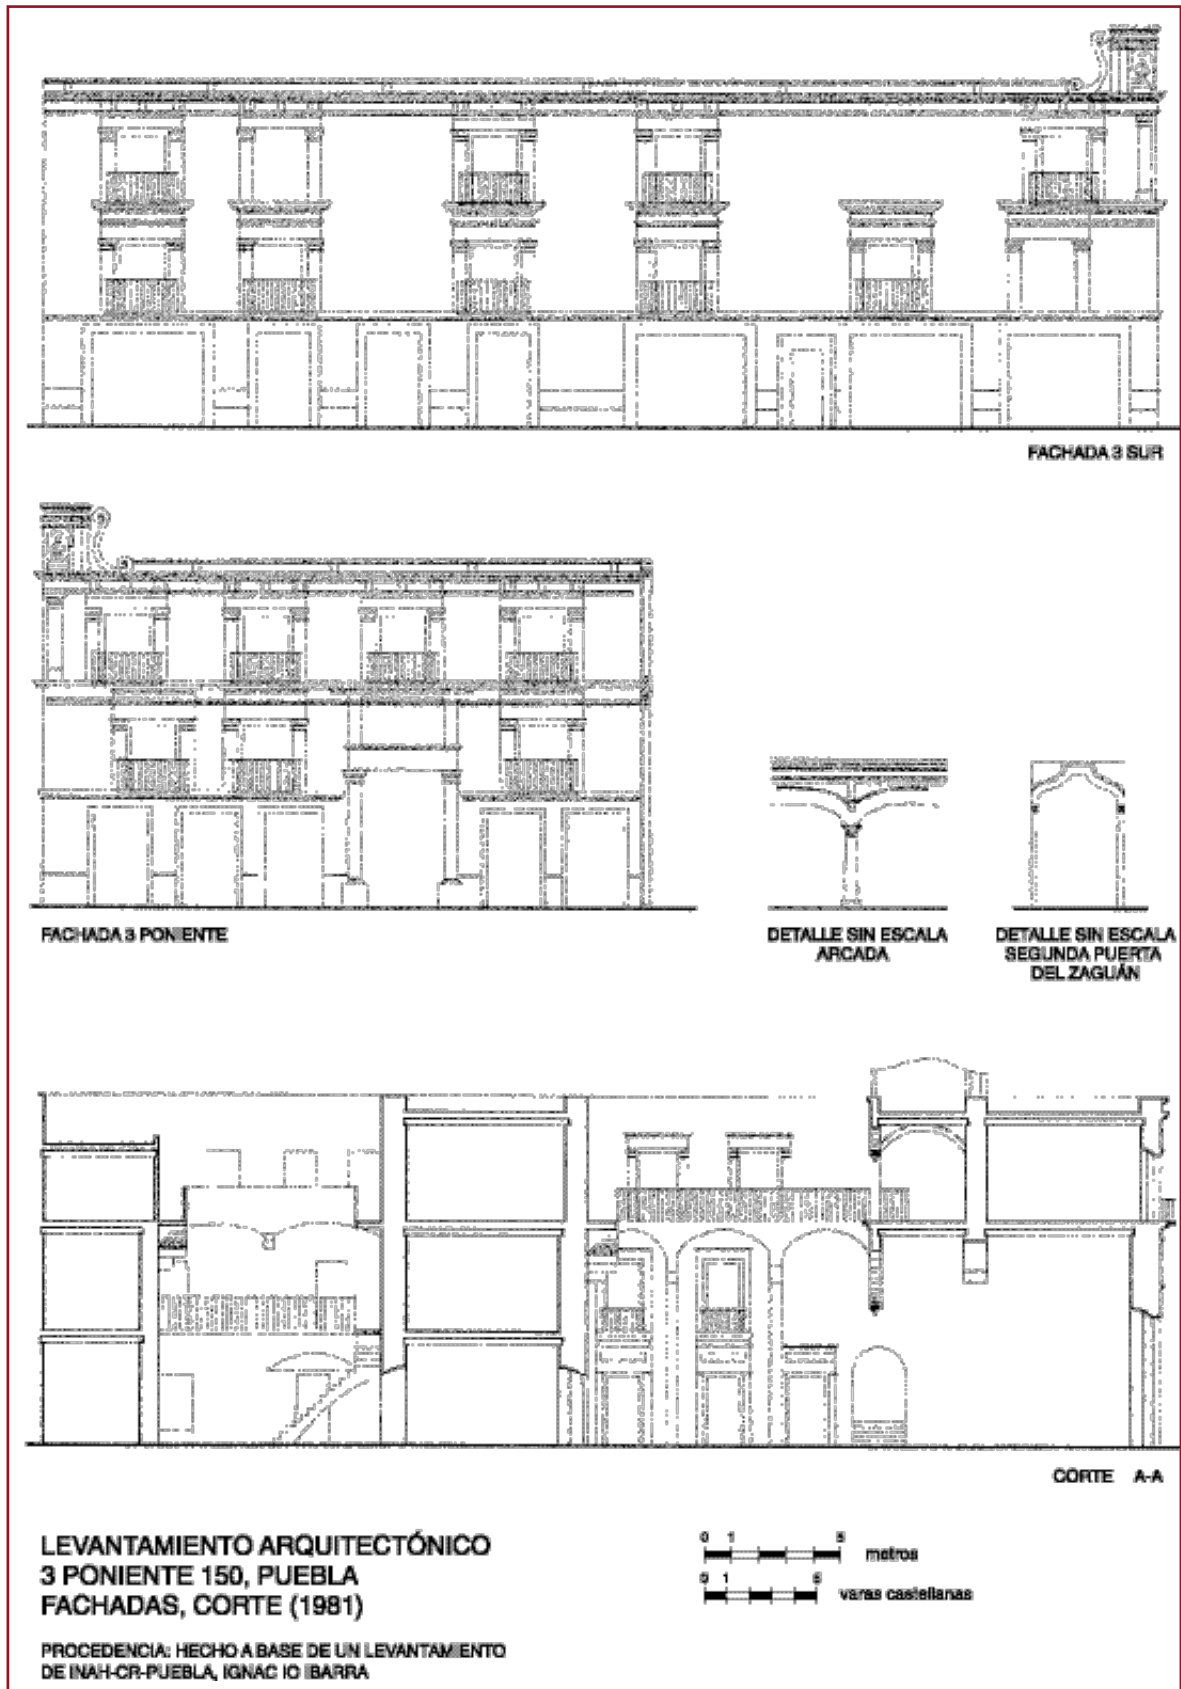 FACHADA 3 SUR
FACHADA 3 PONIENTE
DETALLE SIN ESCALA
ARCADA
DETALLE SIN ESCALA
SEGUNDA PUERTA
DEL ZAGUÁN
CORTE A-A
LEVANTAMIENTO ARQUITECTÓNICO
3 PONIENTE 150, PUEBLA
FACHADAS, CORTE (1981)
PROCEDENCIA: HECHO A BASE DE UN LEVANTAMIENTO
DE INAH-CR-PUEBLA, IGNACIO IBARRA
0 1 5 metros
0 1 5 varas castellanas